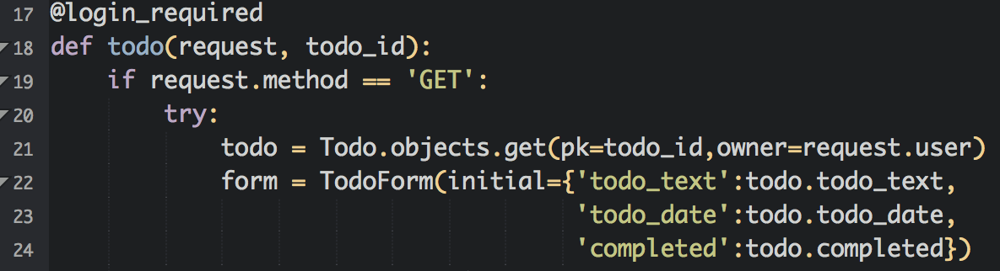 17 @login_required
18 def todo(request, todo_id):
19     if request.method == 'GET':
20         try:
21             todo = Todo.objects.get(pk=todo_id,owner=request.user)
22             form = TodoForm(initial={'todo_text':todo.todo_text,
23                                      'todo_date':todo.todo_date,
24                                      'completed':todo.completed})